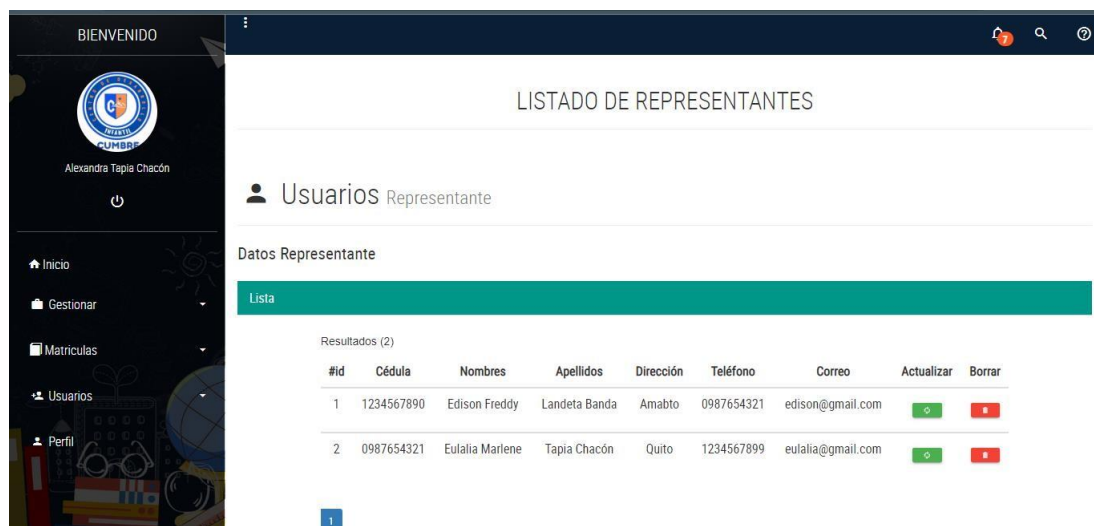 BIENVENIDO
CUMBRE
Alexandra Tapia Chacón
Inicio
Gestionar
Matriculas
Usuarios
Perfil
7
LISTADO DE REPRESENTANTES
Usuarios Representante
Datos Representante
Lista
Resultados (2)
#id Cédula Nombres Apellidos Dirección Teléfono Correo Actualizar Borrar
1 1234567890 Edison Freddy Landeta Banda Amabto 0987654321 edison@gmail.com
2 0987654321 Eulalia Marlene Tapia Chacón Quito 1234567899 eulalia@gmail.com
1